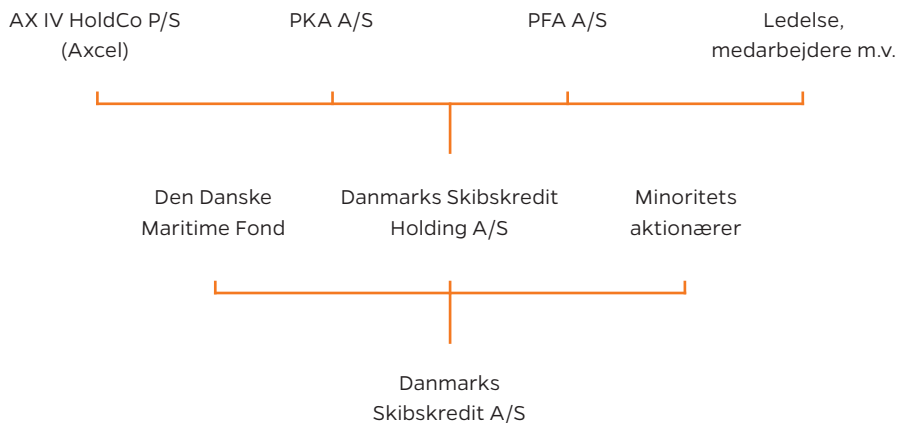 AX IV HoldCo P/S
(Axcel)
PKA A/S
PFA A/S
Ledelse,
medarbejdere m.v.
Den Danske
Maritime Fond
Danmarks Skibskredit
Holding A/S
Minoritets
aktionærer
Danmarks
Skibskredit A/S